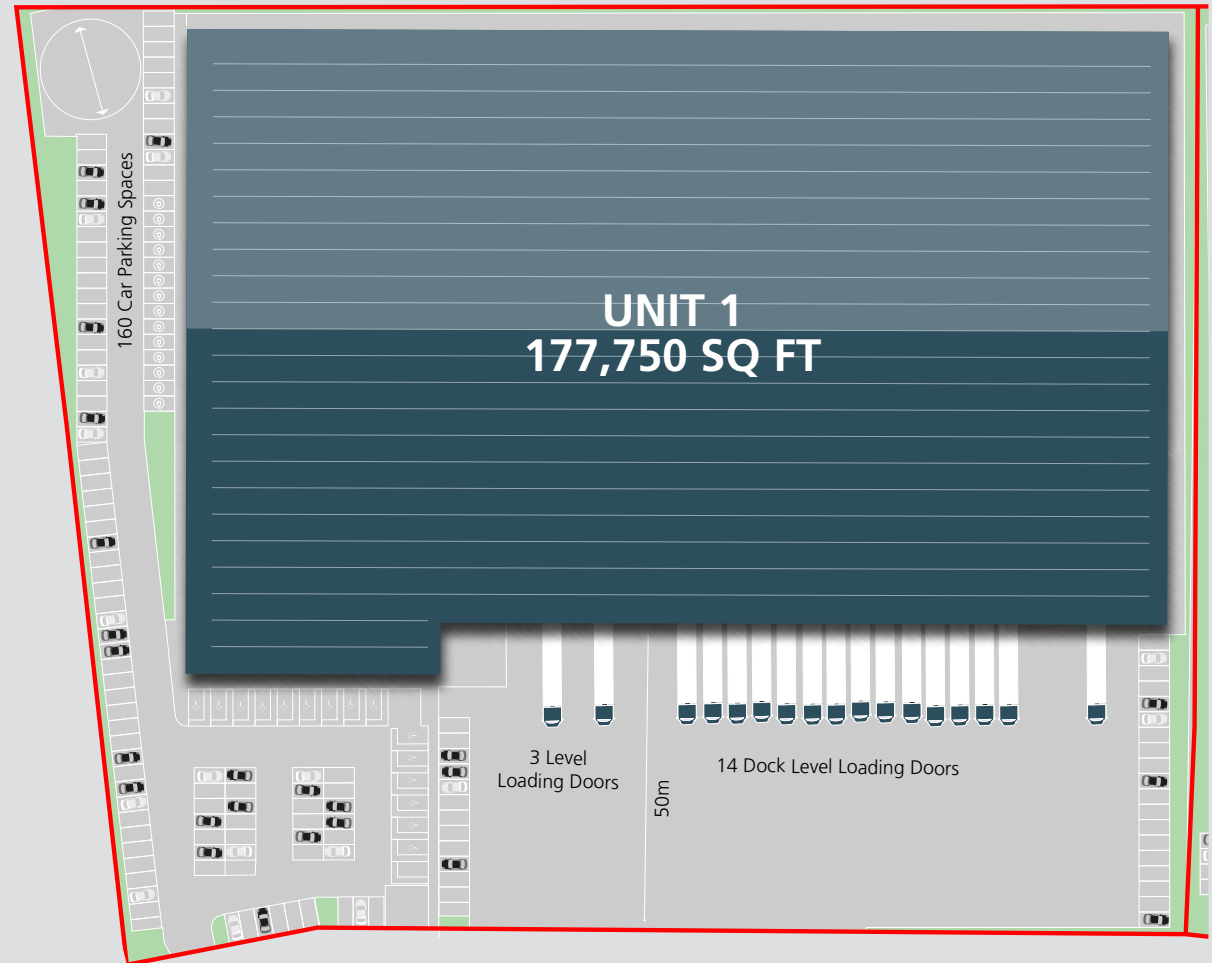 160 Car Parking Spaces
UNIT 1
177,750 SQ FT
3 Level
Loading Doors
14 Dock Level Loading Doors
50m